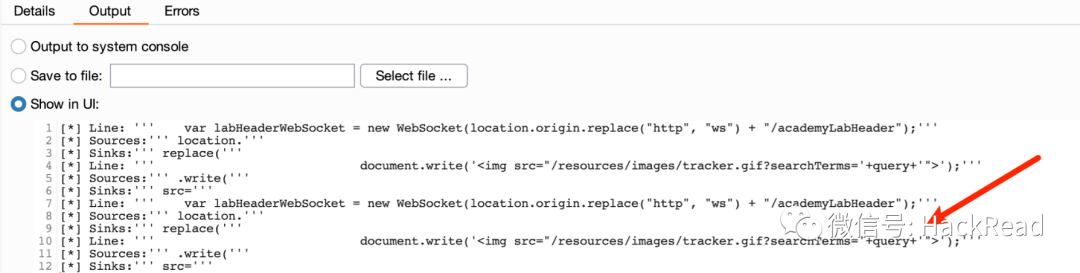 Details Output Errors
Output to system console
Save to file: Select file ...
Show in UI:
1 [*] Line: '''    var labHeaderWebSocket = new WebSocket(location.origin.replace("http", "ws") + "/academyLabHeader");'''
2 [*] Sources:''' location.'''
3 [*] Sinks:''' replace('''
4 [*] Line: '''                            document.write('<img src="/resources/images/tracker.gif?searchTerms='+query+'">');'''
5 [*] Sources:''' .write('''
6 [*] Sinks:''' src='''
7 [*] Line: '''    var labHeaderWebSocket = new WebSocket(location.origin.replace("http", "ws") + "/academyLabHeader");'''
8 [*] Sources:''' location.'''
9 [*] Sinks:''' replace('''
10 [*] Line: '''                            document.write('<img src="/resources/images/tracker.gif?searchTerms='+query+'">');'''
11 [*] Sources:''' .write('''
12 [*] Sinks:''' src='''
微信号: HackRead